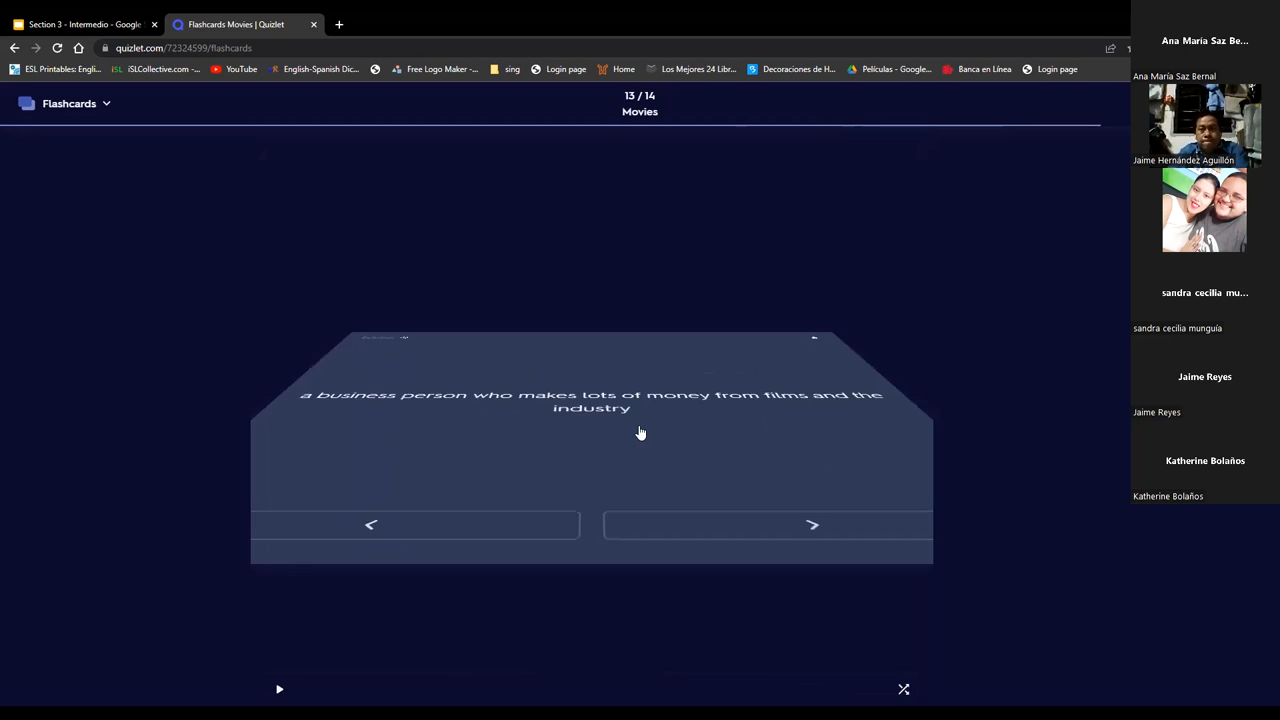 Section 3 - Intermedio - Google
Flashcards Movies | Quizlet
quizlet.com/72324599/flashcards
ESL Printables: Engli...
iSLCollective.com -...
YouTube
English-Spanish Dic...
Free Logo Maker -...
sing
Login page
Home
Los Mejores 24 Libr...
Decoraciones de H...
Películas - Google...
Banca en Línea
Login page
Flashcards
13 / 14
Movies
a business person who makes lots of money from films and the
industry
Ana María Saz Be...
Ana María Saz Bernal
Jaime Hernández Aguillón
sandra cecilia mu...
sandra cecilia munguía
Jaime Reyes
Jaime Reyes
Katherine Bolaños
Katherine Bolaños